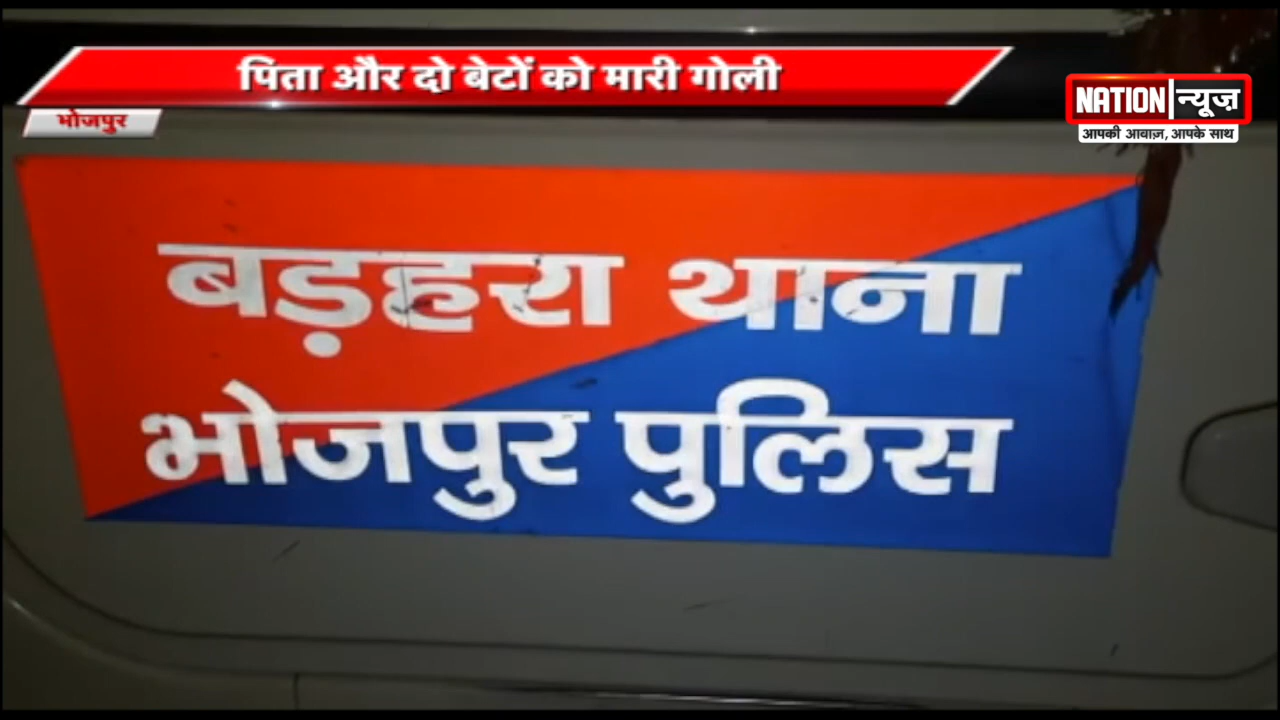 पिता और दो बेटों को मारी गोली
NATION न्यूज़
आपकी आवाज़, आपके साथ
भोजपुर
बड़हरा थाना
भोजपुर पुलिस